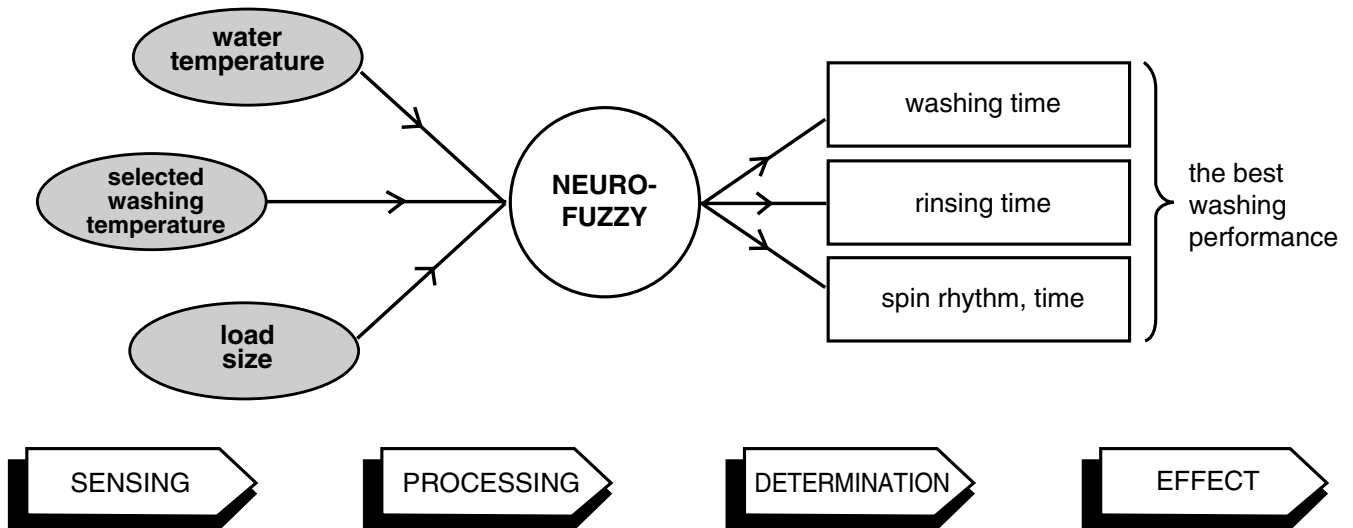 water
temperature
selected
washing
temperature
load
size
NEURO-
FUZZY
washing time
rinsing time
spin rhythm, time
the best
washing
performance
SENSING
PROCESSING
DETERMINATION
EFFECT